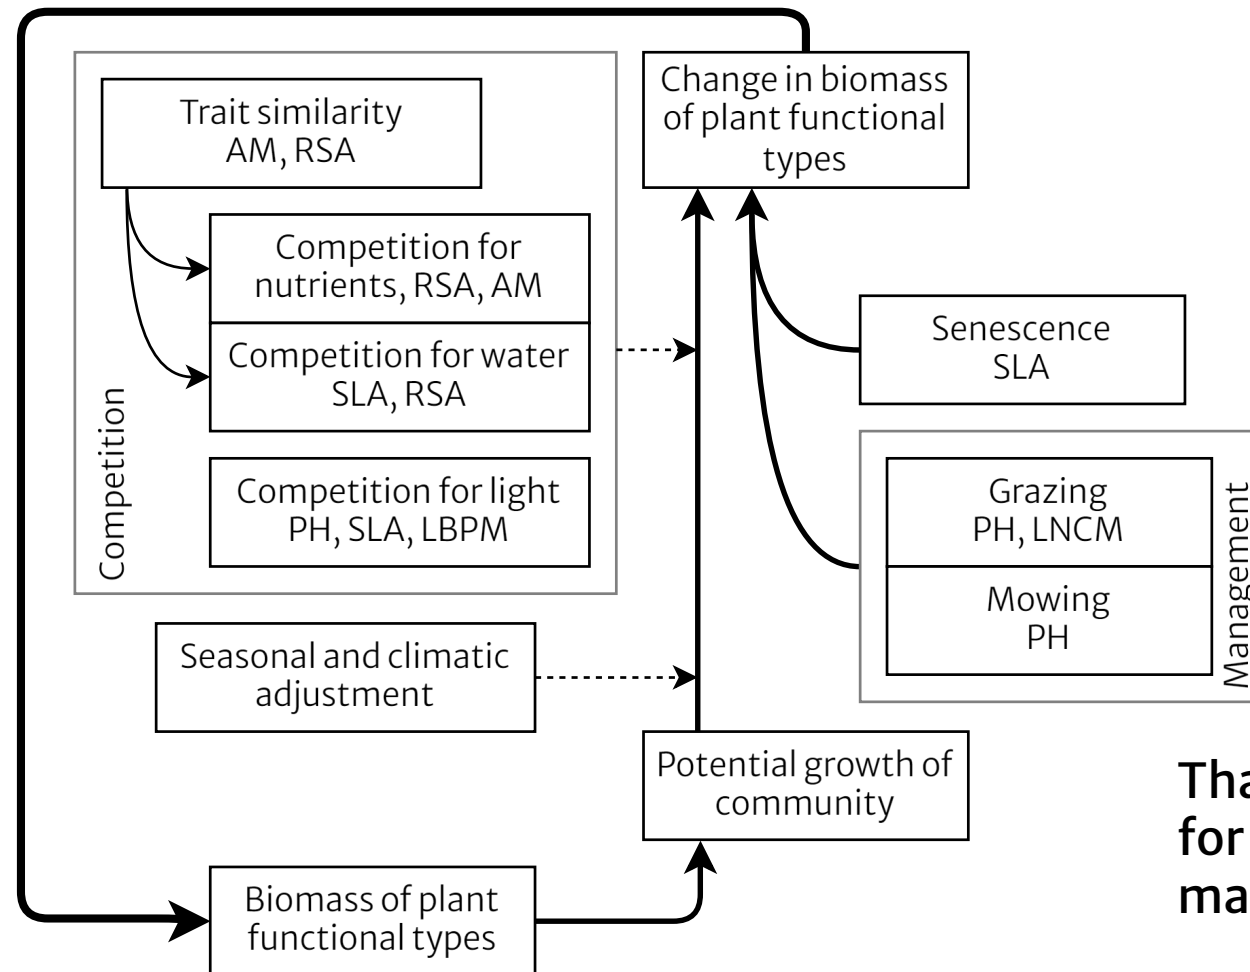 Change in biomass
of plant functional
types
Trait similarity
AM, RSA
Competition for
nutrients, RSA, AM
Competition for water
SLA, RSA
Competition for light
PH, SLA, LBPM
Competition
Senescence
SLA
Grazing
PH, LNCM
Mowing
PH
Management
Seasonal and climatic
adjustment
Potential growth of
community
Biomass of plant
functional types
for